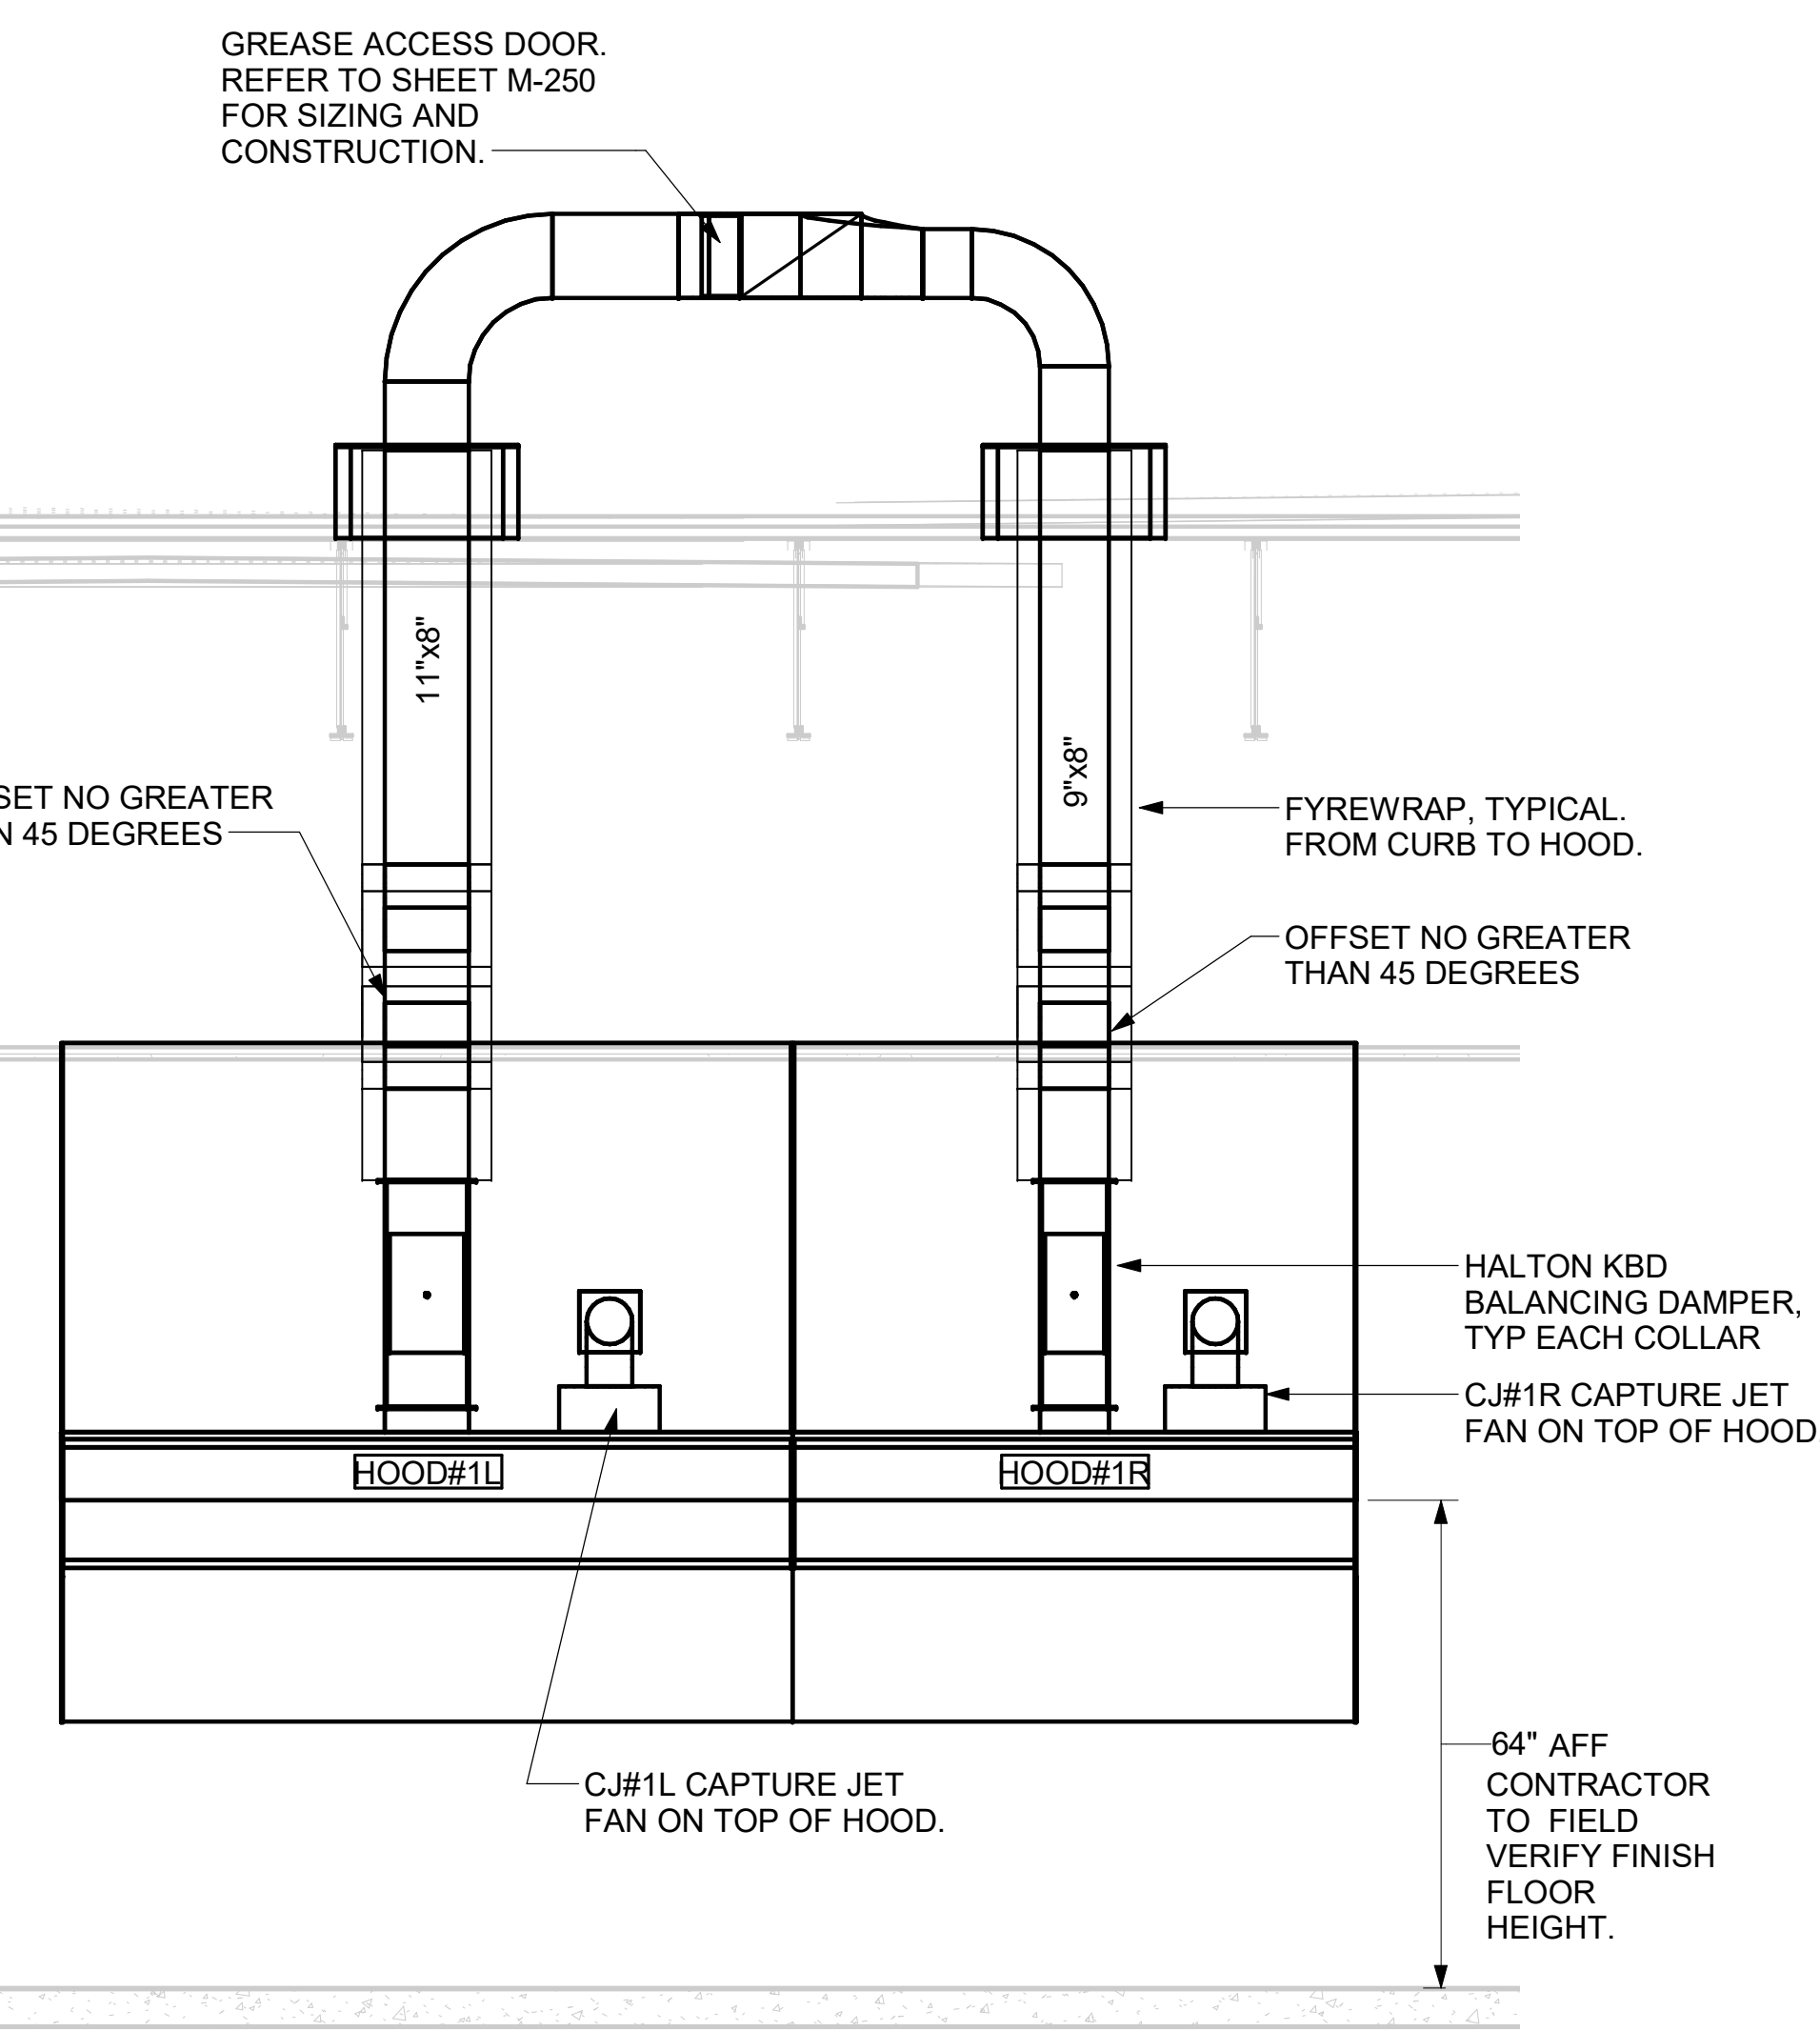 GREASE ACCESS DOOR.
REFER TO SHEET M-250
FOR SIZING AND
CONSTRUCTION.
11"x8"
9"x8"
SET NO GREATER
N 45 DEGREES
FYREWRAP, TYPICAL.
FROM CURB TO HOOD.
OFFSET NO GREATER
THAN 45 DEGREES
HALTON KBD
BALANCING DAMPER,
TYP EACH COLLAR
CJ#1R CAPTURE JET
FAN ON TOP OF HOOD
HOOD#1L
HOOD#1R
CJ#1L CAPTURE JET
FAN ON TOP OF HOOD.
64" AFF
CONTRACTOR
TO FIELD
VERIFY FINISH
FLOOR
HEIGHT.